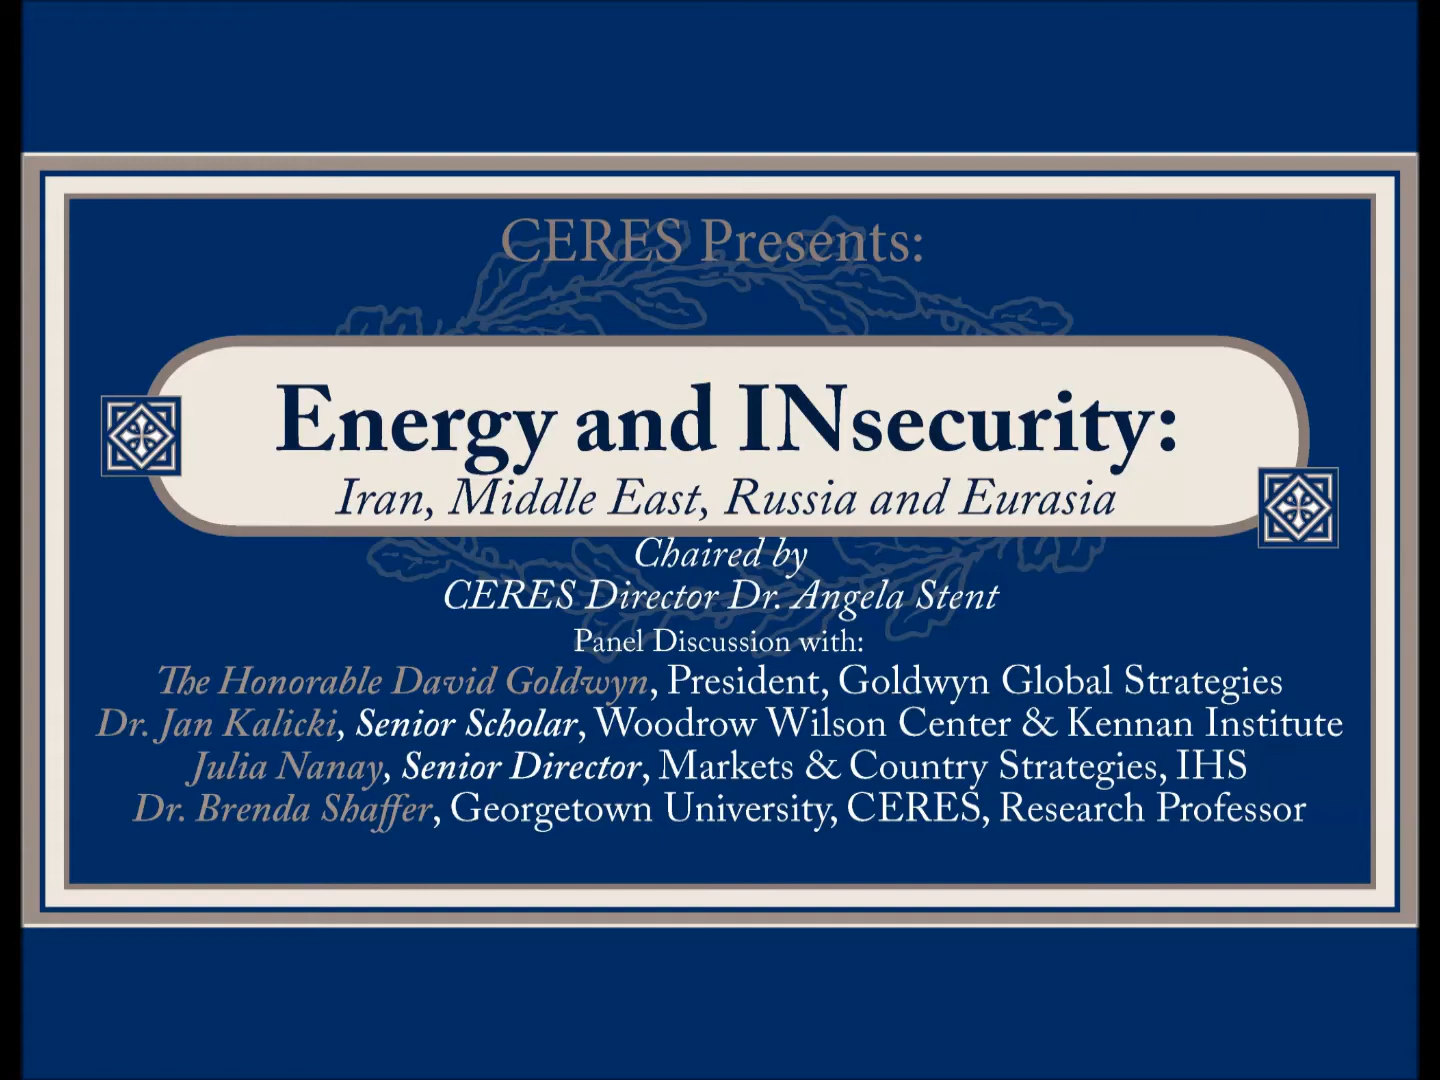 CERES Presents:
Energy and INsecurity:
Iran, Middle East, Russia and Eurasia
Chaired by
CERES Director Dr. Angela Stent
Panel Discussion with:
The Honorable David Goldwyn, President, Goldwyn Global Strategies
Dr. Jan Kalicki, Senior Scholar, Woodrow Wilson Center & Kennan Institute
Julia Nanay, Senior Director, Markets & Country Strategies, IHS
Dr. Brenda Shaffer, Georgetown University, CERES, Research Professor